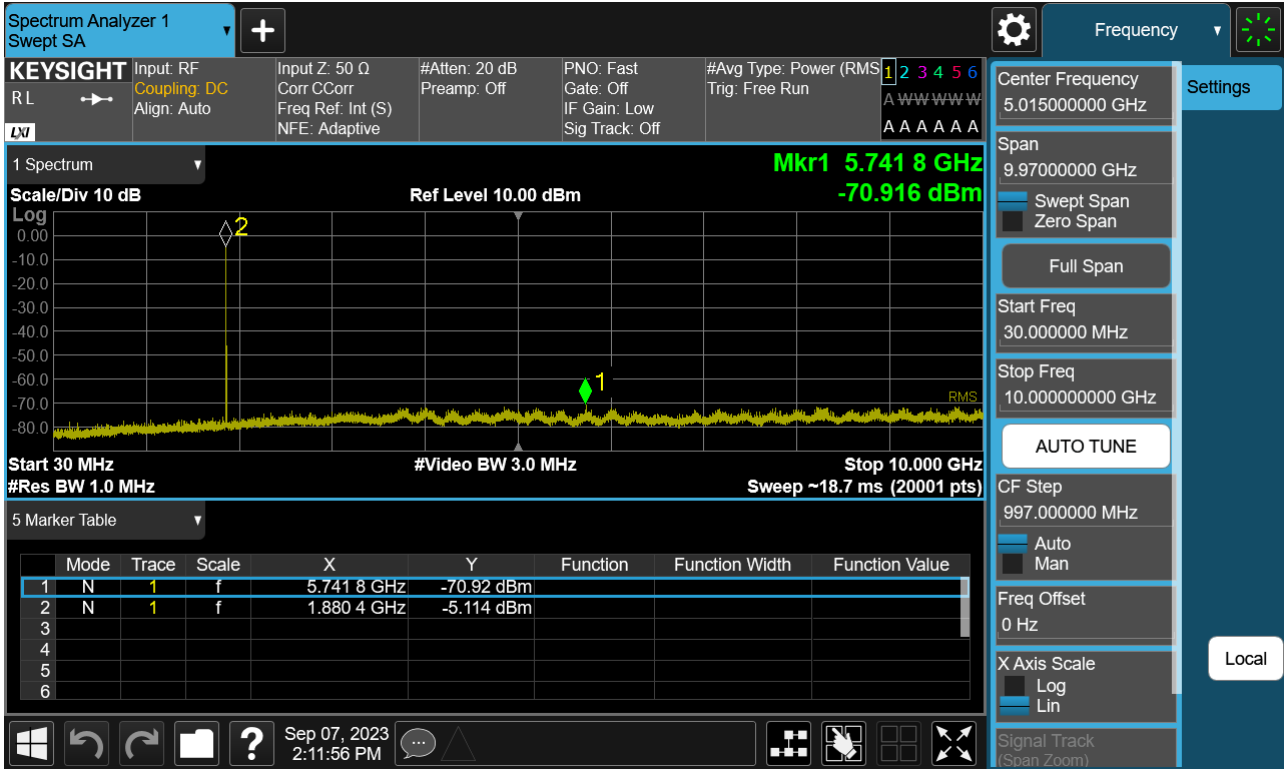 Spectrum Analyzer 1
Swept SA
Frequency
KEYSIGHT
R L
LXI
Input: RF
Coupling: DC
Align: Auto
Input Z: 50 Ω
Corr CCorr
Freq Ref: Int (S)
NFE: Adaptive
#Atten: 20 dB
Preamp: Off
PNO: Fast
Gate: Off
IF Gain: Low
Sig Track: Off
#Avg Type: Power (RMS
Trig: Free Run
1 2 3 4 5 6
A W W W W W
A A A A A A
1 Spectrum
Scale/Div 10 dB
Ref Level 10.00 dBm
Mkr1 5.741 8 GHz
-70.916 dBm
Log
0.00
-10.0
-20.0
-30.0
-40.0
-50.0
-60.0
-70.0
-80.0
2
1
RMS
Start 30 MHz
#Video BW 3.0 MHz
Stop 10.000 GHz
#Res BW 1.0 MHz
Sweep ~18.7 ms (20001 pts)
5 Marker Table
Mode Trace Scale X Y Function Function Width Function Value
1 N 1 f 5.741 8 GHz -70.92 dBm
2 N 1 f 1.880 4 GHz -5.114 dBm
3
4
5
6
Sep 07, 2023
2:11:56 PM
Center Frequency
5.015000000 GHz
Settings
Span
9.97000000 GHz
Swept Span
Zero Span
Full Span
Start Freq
30.000000 MHz
Stop Freq
10.000000000 GHz
AUTO TUNE
CF Step
997.000000 MHz
Auto
Man
Freq Offset
0 Hz
X Axis Scale
Log
Lin
Local
Signal Track
(Span Zoom)